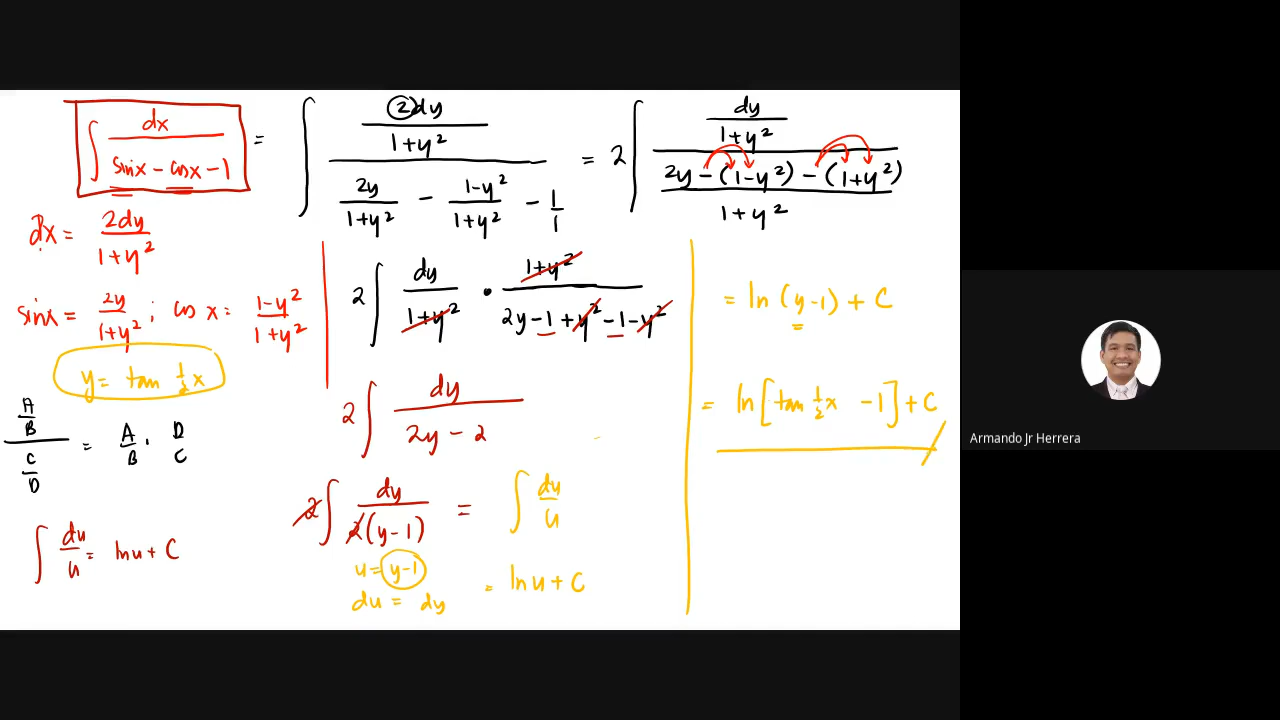 ∫ dx / (sinx − cosx − 1) = ∫ (2dy / (1+y²)) / (2y/(1+y²) − (1−y²)/(1+y²) − 1/1) = 2 ∫ (dy / (1+y²)) / ((2y − (1−y²) − (1+y²)) / (1+y²))
dx = 2dy / (1+y²)
sinx = 2y/(1+y²) ; cos x = (1−y²)/(1+y²)
y = tan ½x
(A/B) / (C/D) = A/B · D/C
∫ du/u = ln u + C
2 ∫ dy/(1+y²) · (1+y²) / (2y − 1 + y² − 1 − y²)
2 ∫ dy / (2y − 2)
2 ∫ dy / (2(y−1)) = ∫ du/u
u = y−1
du = dy
= ln u + C
= ln (y−1) + C
= ln [tan ½x − 1] + C
Armando Jr Herrera